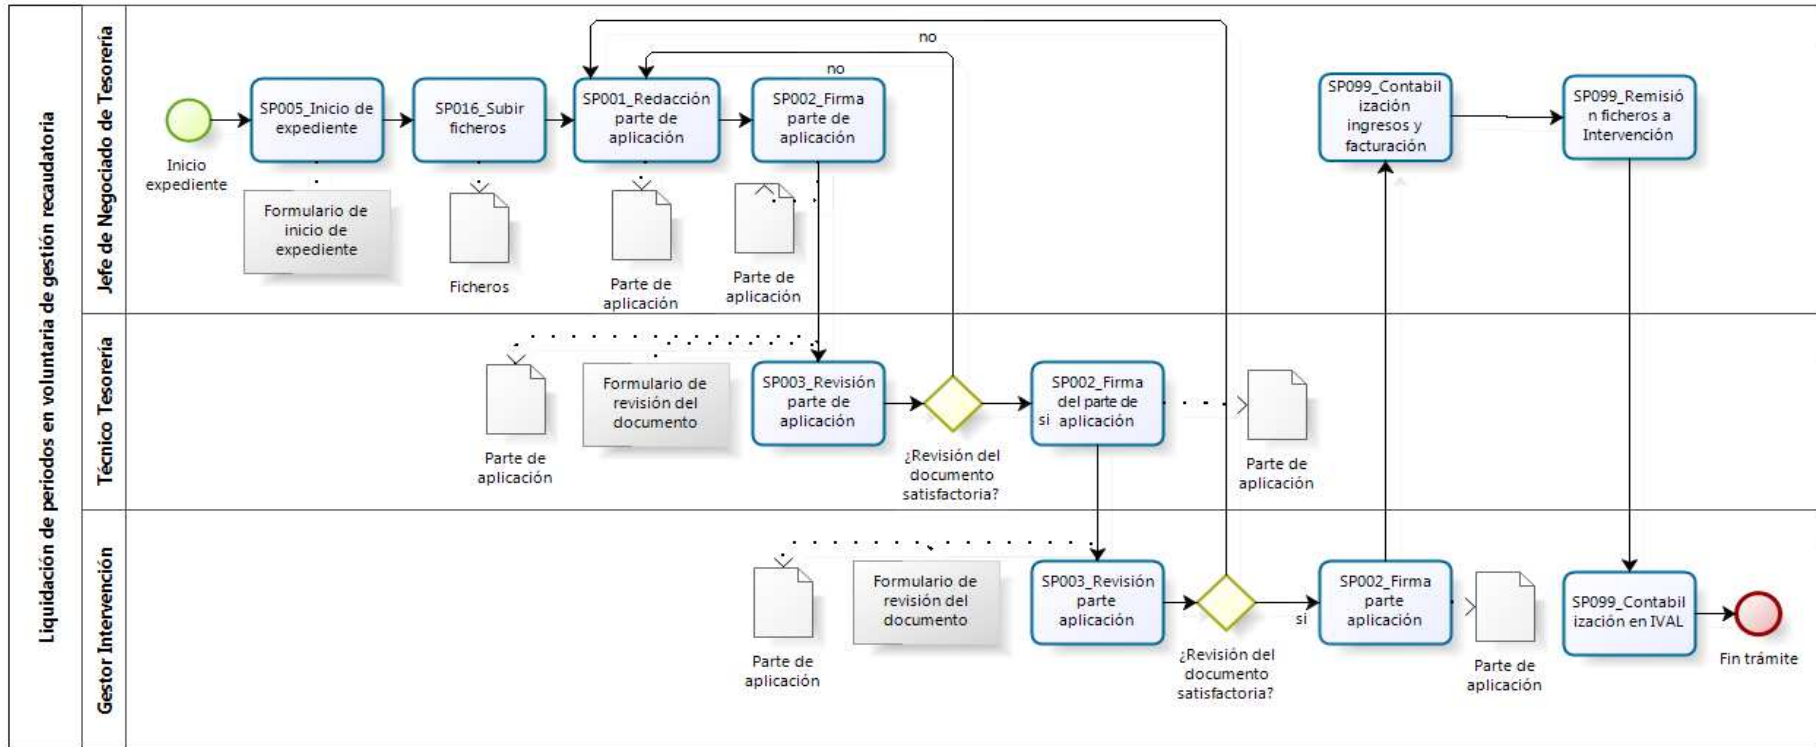 Liquidación de periodos en voluntaria de gestión recaudatoria
Jefe de Negociado de Tesorería
Inicio
expediente
SP005_Inicio de
expediente
Formulario de
inicio de
expediente
SP016_Subir
ficheros
Ficheros
SP001_Redacción
parte de
aplicación
Parte de
aplicación
SP002_Firma
parte de
aplicación
Parte de
aplicación
no
no
SP099_Contabil
ización
ingresos y
facturación
SP099_Remisió
n ficheros a
Intervención
Técnico Tesorería
Parte de
aplicación
Formulario de
revisión del
documento
SP003_Revisión
parte de
aplicación
¿Revisión del
documento
satisfactoria?
si
SP002_Firma
del parte de
aplicación
Parte de
aplicación
Gestor Intervención
Parte de
aplicación
Formulario de
revisión del
documento
SP003_Revisión
parte
aplicación
¿Revisión del
documento
satisfactoria?
si
SP002_Firma
parte
aplicación
Parte de
aplicación
SP099_Contabil
ización en IVAL
Fin trámite